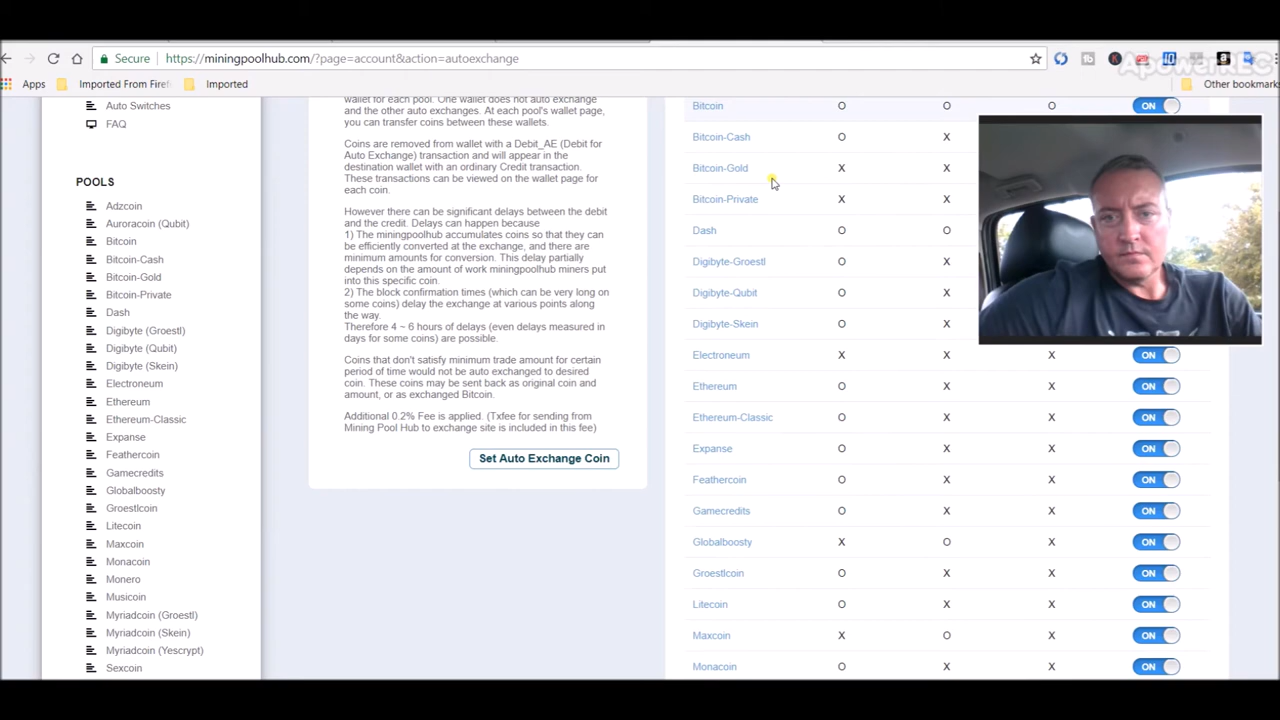 Secure
https://miningpoolhub.com/?page=account&action=autoexchange
ApowerREC
Apps
Imported From Firef
Imported
Other bookmarks
Auto Switches
FAQ
POOLS
Adzcoin
Auroracoin (Qubit)
Bitcoin
Bitcoin-Cash
Bitcoin-Gold
Bitcoin-Private
Dash
Digibyte (Groestl)
Digibyte (Qubit)
Digibyte (Skein)
Electroneum
Ethereum
Ethereum-Classic
Expanse
Feathercoin
Gamecredits
Globalboosty
Groestlcoin
Litecoin
Maxcoin
Monacoin
Monero
Musicoin
Myriadcoin (Groestl)
Myriadcoin (Skein)
Myriadcoin (Yescrypt)
Sexcoin
wallet for each pool. One wallet does not auto exchange
and the other auto exchanges. At each pool's wallet page,
you can transfer coins between these wallets.
Coins are removed from wallet with a Debit_AE (Debit for
Auto Exchange) transaction and will appear in the
destination wallet with an ordinary Credit transaction.
These transactions can be viewed on the wallet page for
each coin.
However there can be significant delays between the debit
and the credit. Delays can happen because
1) The miningpoolhub accumulates coins so that they can
be efficiently converted at the exchange, and there are
minimum amounts for conversion. This delay partially
depends on the amount of work miningpoolhub miners put
into this specific coin.
2) The block confirmation times (which can be very long on
some coins) delay the exchange at various points along
the way.
Therefore 4 ~ 6 hours of delays (even delays measured in
days for some coins) are possible.
Coins that don't satisfy minimum trade amount for certain
period of time would not be auto exchanged to desired
coin. These coins may be sent back as original coin and
amount, or as exchanged Bitcoin.
Additional 0.2% Fee is applied. (Txfee for sending from
Mining Pool Hub to exchange site is included in this fee)
Set Auto Exchange Coin
Bitcoin O O O ON
Bitcoin-Cash O X
Bitcoin-Gold X X
Bitcoin-Private X X
Dash O O
Digibyte-Groestl O X
Digibyte-Qubit O X
Digibyte-Skein O X
Electroneum X X X ON
Ethereum O X X ON
Ethereum-Classic O X X ON
Expanse O X X ON
Feathercoin O X X ON
Gamecredits O X X ON
Globalboosty X O X ON
Groestlcoin O X X ON
Litecoin O X X ON
Maxcoin X O X ON
Monacoin O X X ON